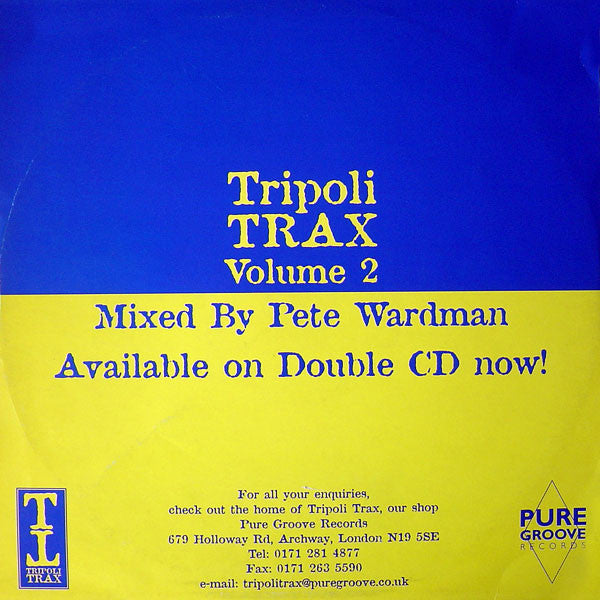 Tripoli
TRAX
Volume 2
Mixed By Pete Wardman
Available on Double CD now!
For all your enquiries,
check out the home of Tripoli Trax, our shop
Pure Groove Records
679 Holloway Rd, Archway, London N19 5SE
Tel: 0171 281 4877
Fax: 0171 263 5590
e-mail: tripolitrax@puregroove.co.uk
TT
TRIPOLI
TRAX
PURE
GROOVE
RECORDS